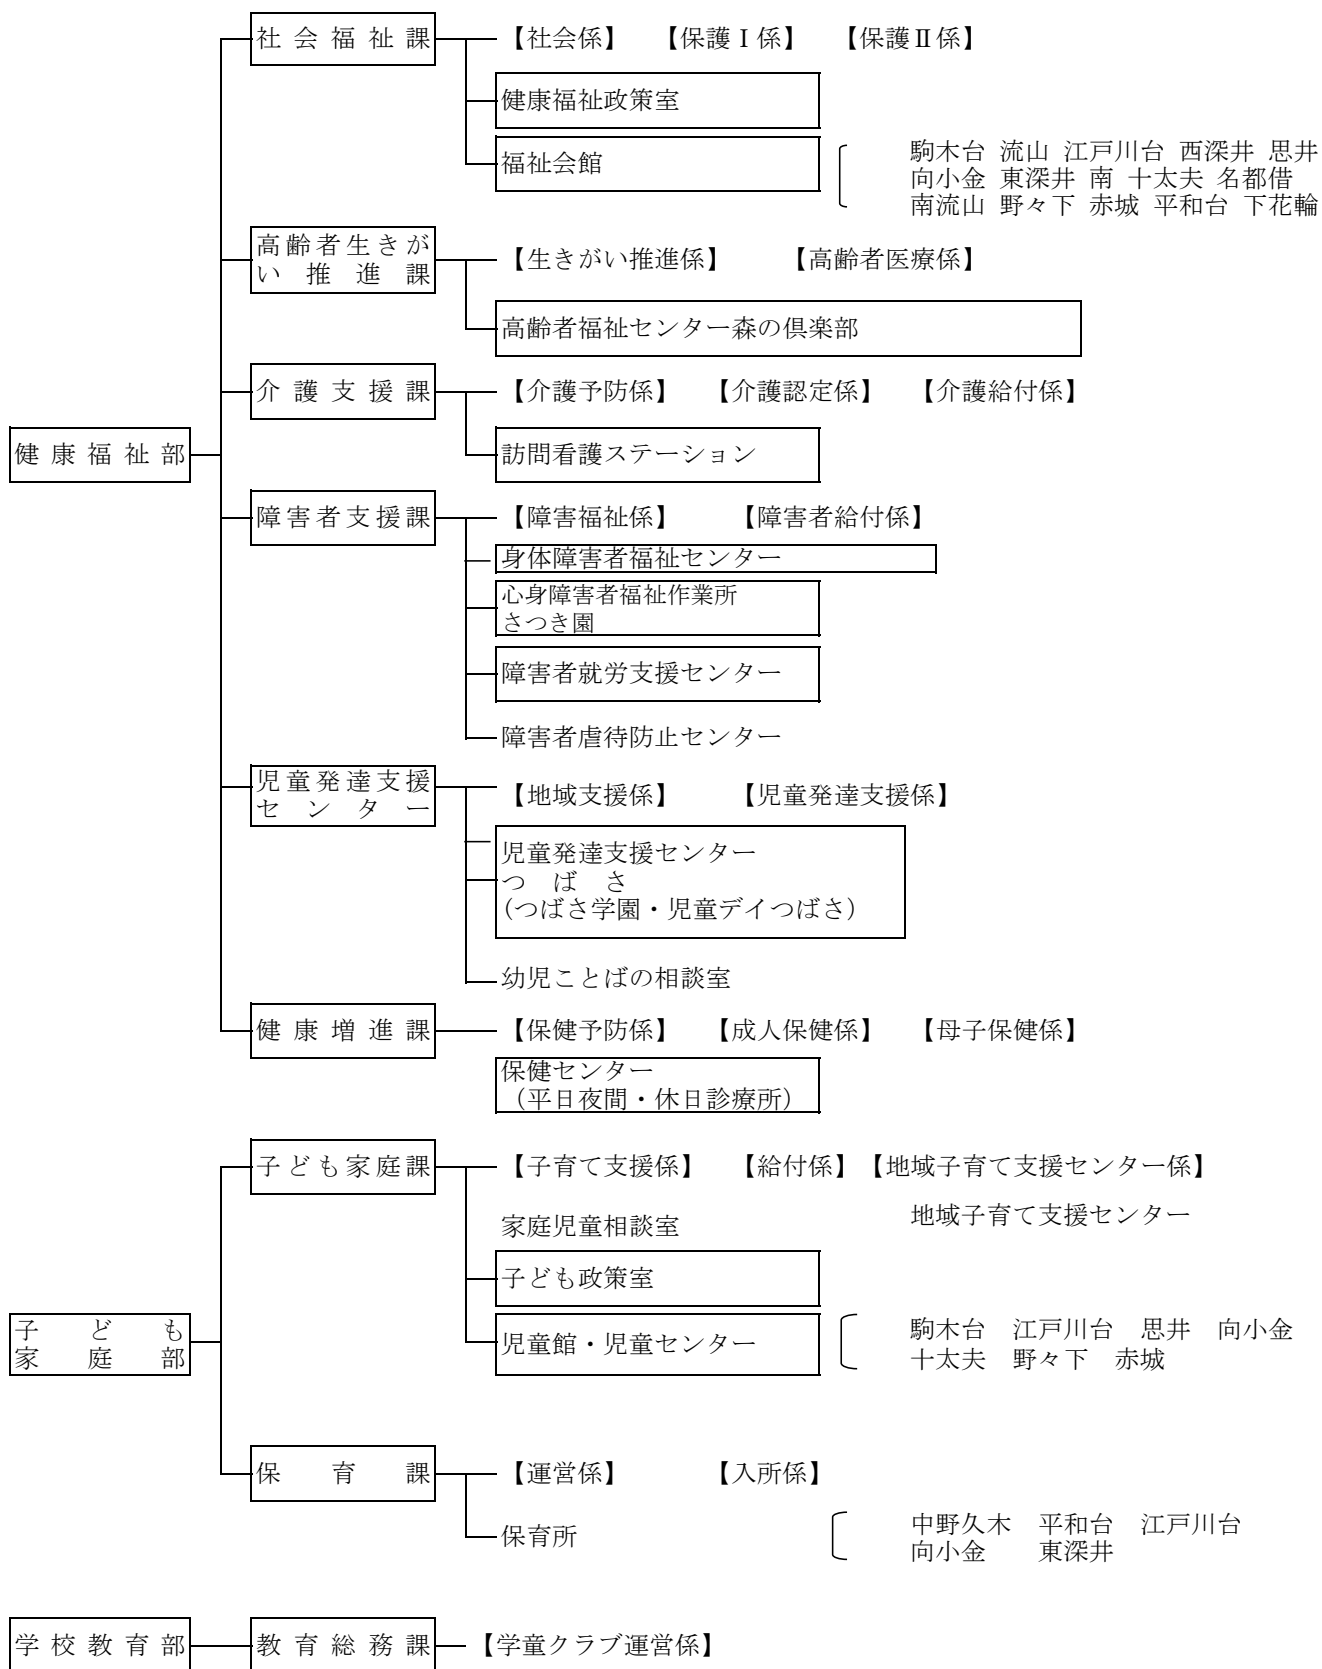 社会福祉課 【社会係】 【保護Ⅰ係】 【保護Ⅱ係】
健康福祉政策室
福祉会館
駒木台 流山 江戸川台 西深井 思井
向小金 東深井 南 十太夫 名都借
南流山 野々下 赤城 平和台 下花輪
高齢者生きが
い推進課
【生きがい推進係】 【高齢者医療係】
高齢者福祉センター森の倶楽部
介護支援課 【介護予防係】 【介護認定係】 【介護給付係】
健康福祉部
訪問看護ステーション
障害者支援課 【障害福祉係】 【障害者給付係】
身体障害者福祉センター
心身障害者福祉作業所
さつき園
障害者就労支援センター
障害者虐待防止センター
児童発達支援
センター
【地域支援係】 【児童発達支援係】
児童発達支援センター
つばさ
(つばさ学園・児童デイつばさ)
幼児ことばの相談室
健康増進課 【保健予防係】 【成人保健係】 【母子保健係】
保健センター
(平日夜間・休日診療所)
子ども家庭課 【子育て支援係】 【給付係】 【地域子育て支援センター係】
家庭児童相談室 地域子育て支援センター
子ども政策室
子ども
家庭部
児童館・児童センター
駒木台 江戸川台 思井 向小金
十太夫 野々下 赤城
保育課 【運営係】 【入所係】
保育所
中野久木 平和台 江戸川台
向小金 東深井
学校教育部 教育総務課 【学童クラブ運営係】